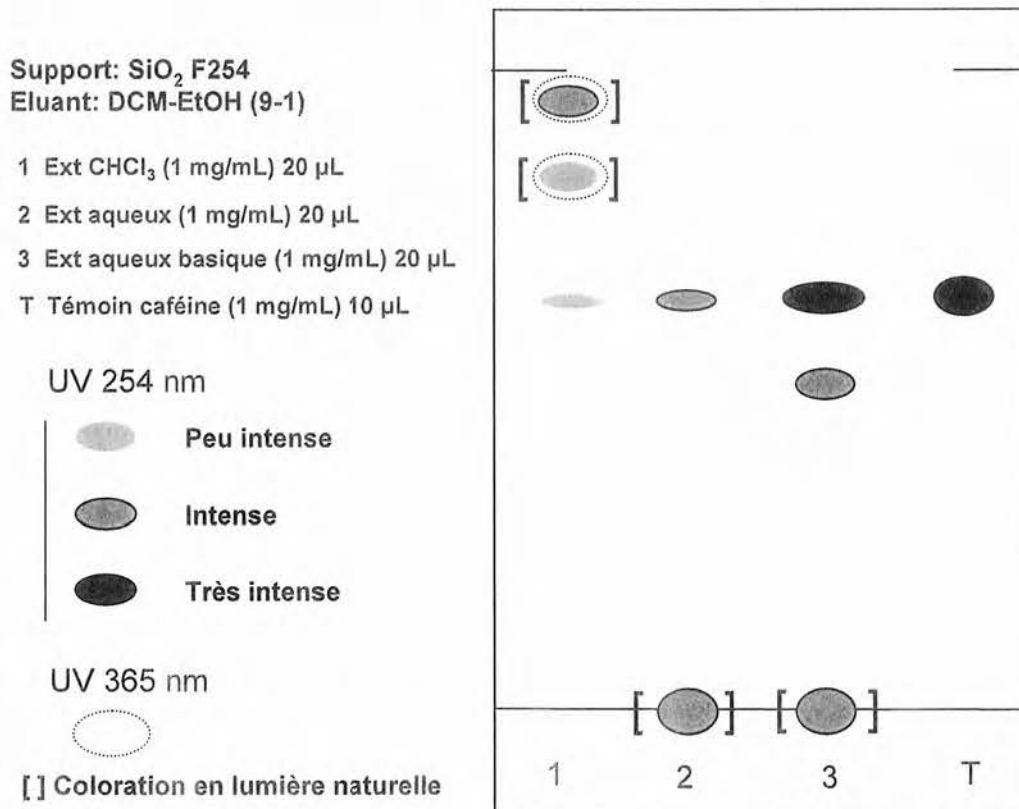 Support: SiO₂ F254
Eluant: DCM-EtOH (9-1)
1 Ext CHCl₃ (1 mg/mL) 20 µL
2 Ext aqueux (1 mg/mL) 20 µL
3 Ext aqueux basique (1 mg/mL) 20 µL
T Témoin caféine (1 mg/mL) 10 µL
UV 254 nm
Peu intense
Intense
Très intense
UV 365 nm
[ ] Coloration en lumière naturelle
[ ]
[ ]
[ ] [ ]
1 2 3 T